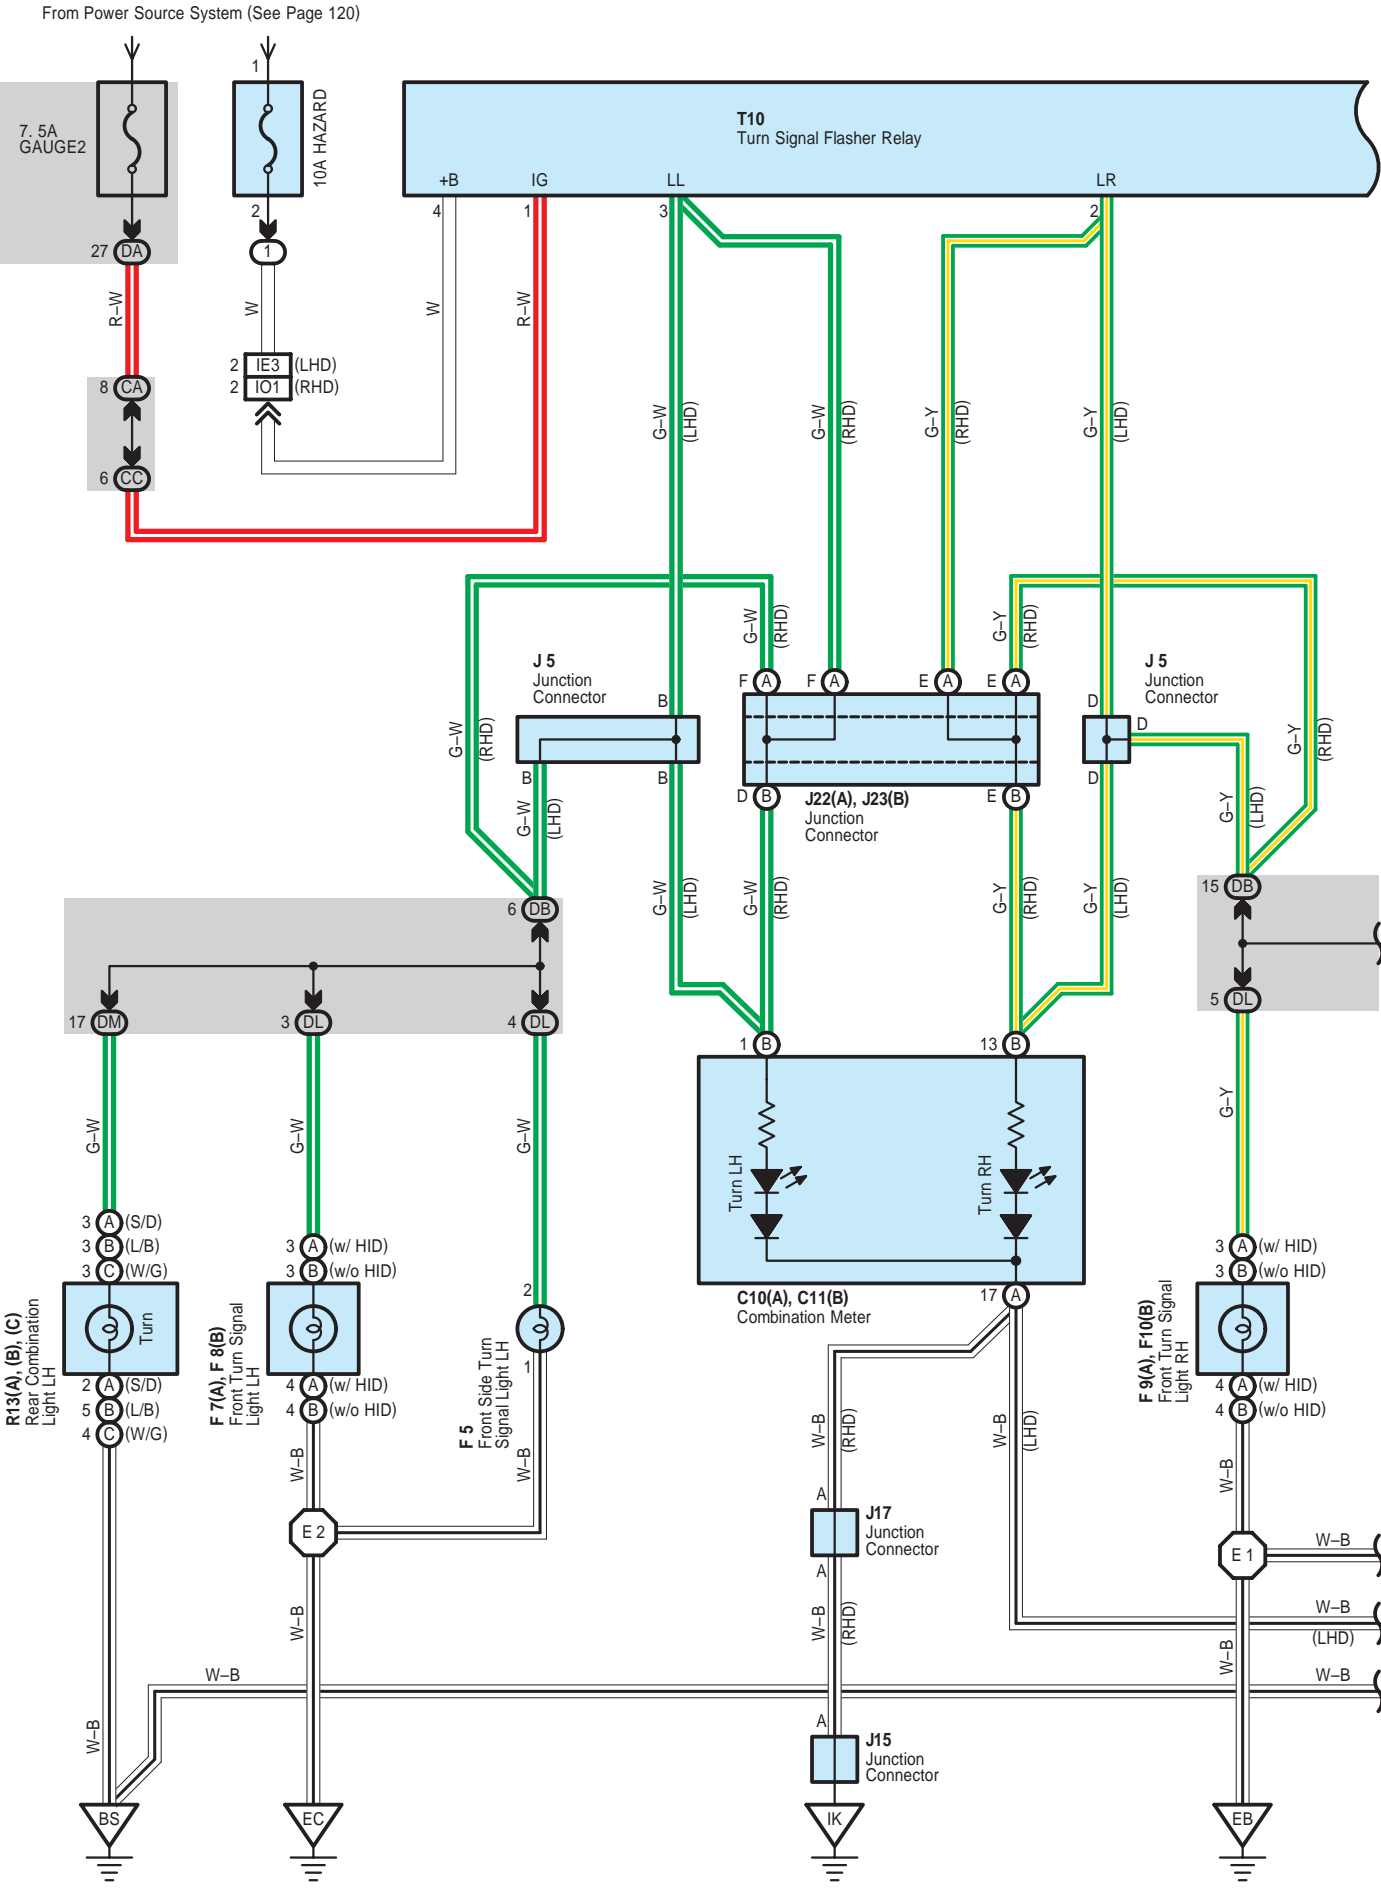 From Power Source System (See Page 120)
1
7. 5A
GAUGE2
10A HAZARD
T10
Turn Signal Flasher Relay
+B
IG
LL
LR
2
4
1
3
2
27
DA
1
R–W
W
W
R–W
2
IE3
(LHD)
2
IO1
(RHD)
8
CA
G–W
(LHD)
G–W
(RHD)
G–Y
(RHD)
G–Y
(LHD)
6
CC
G–W
(RHD)
G–Y
(RHD)
J 5
Junction
Connector
J 5
Junction
Connector
F
A
F
A
E
A
E
A
B
D
D
G–W
(RHD)
G–Y
(RHD)
B
B
D
G–W
(LHD)
D
B
J22(A), J23(B)
Junction
Connector
E
B
G–Y
(LHD)
G–W
(LHD)
G–W
(RHD)
G–Y
(RHD)
G–Y
(LHD)
15
DB
6
DB
5
DL
17
DM
3
DL
4
DL
1
B
13
B
G–W
G–W
G–W
G–Y
Turn LH
Turn RH
3
A
(S/D)
3
B
(L/B)
3
C
(W/G)
3
A
(w/ HID)
3
B
(w/o HID)
3
A
(w/ HID)
3
B
(w/o HID)
2
C10(A), C11(B)
Combination Meter
17
A
R13(A), (B), (C)
Rear Combination
Light LH
Turn
F 7(A), F 8(B)
Front Turn Signal
Light LH
F 5
Front Side Turn
Signal Light LH
1
F 9(A), F10(B)
Front Turn Signal
Light RH
2
A
(S/D)
5
B
(L/B)
4
C
(W/G)
4
A
(w/ HID)
4
B
(w/o HID)
4
A
(w/ HID)
4
B
(w/o HID)
W–B
W–B
W–B
(RHD)
W–B
(LHD)
W–B
A
J17
Junction
Connector
A
E 2
E 1
W–B
W–B
W–B
(RHD)
W–B
(LHD)
W–B
W–B
W–B
W–B
A
J15
Junction
Connector
BS
EC
IK
EB